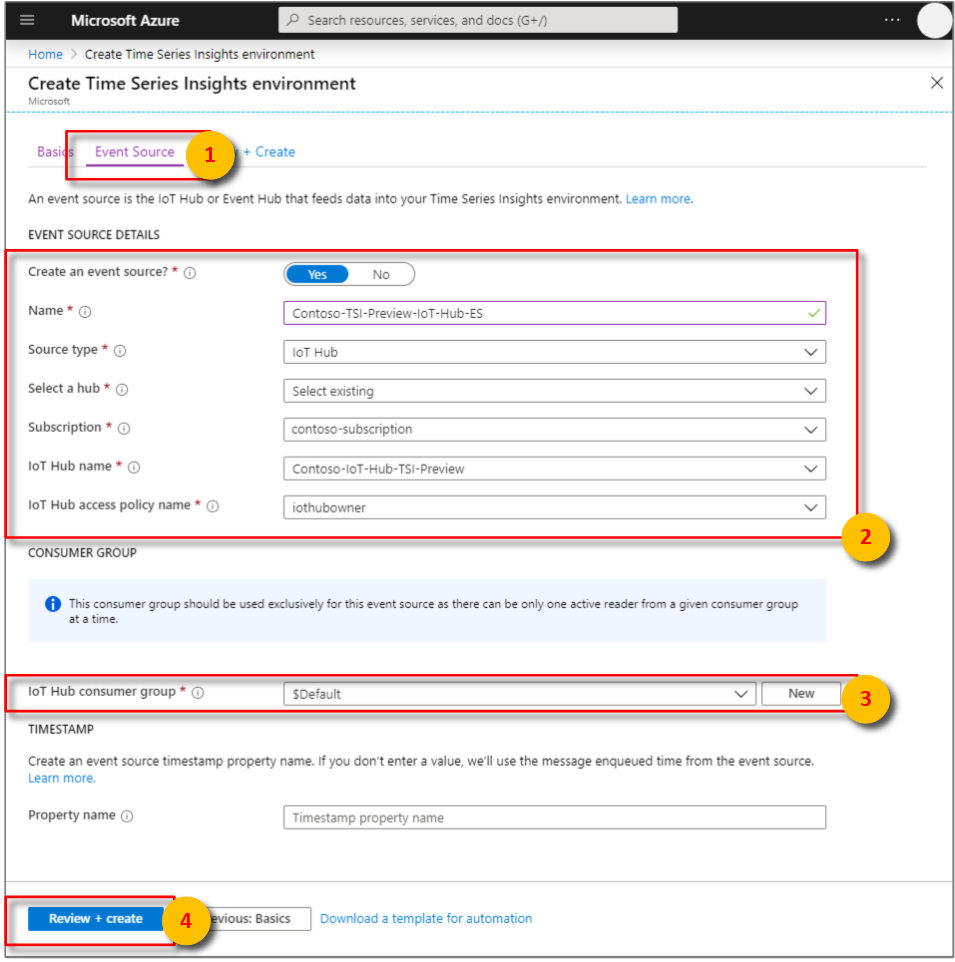 Microsoft Azure
Search resources, services, and docs (G+/)
...
Home > Create Time Series Insights environment
Create Time Series Insights environment
Microsoft
Basics Event Source 1 + Create
An event source is the IoT Hub or Event Hub that feeds data into your Time Series Insights environment. Learn more.
EVENT SOURCE DETAILS
Create an event source? * Yes No
Name * Contoso-TSI-Preview-IoT-Hub-ES
Source type * IoT Hub
Select a hub * Select existing
Subscription * contoso-subscription
IoT Hub name * Contoso-IoT-Hub-TSI-Preview
IoT Hub access policy name * iothubowner
2
CONSUMER GROUP
This consumer group should be used exclusively for this event source as there can be only one active reader from a given consumer group
at a time.
IoT Hub consumer group * $Default New 3
TIMESTAMP
Create an event source timestamp property name. If you don't enter a value, we'll use the message enqueued time from the event source.
Learn more.
Property name Timestamp property name
Review + create 4 evious: Basics Download a template for automation